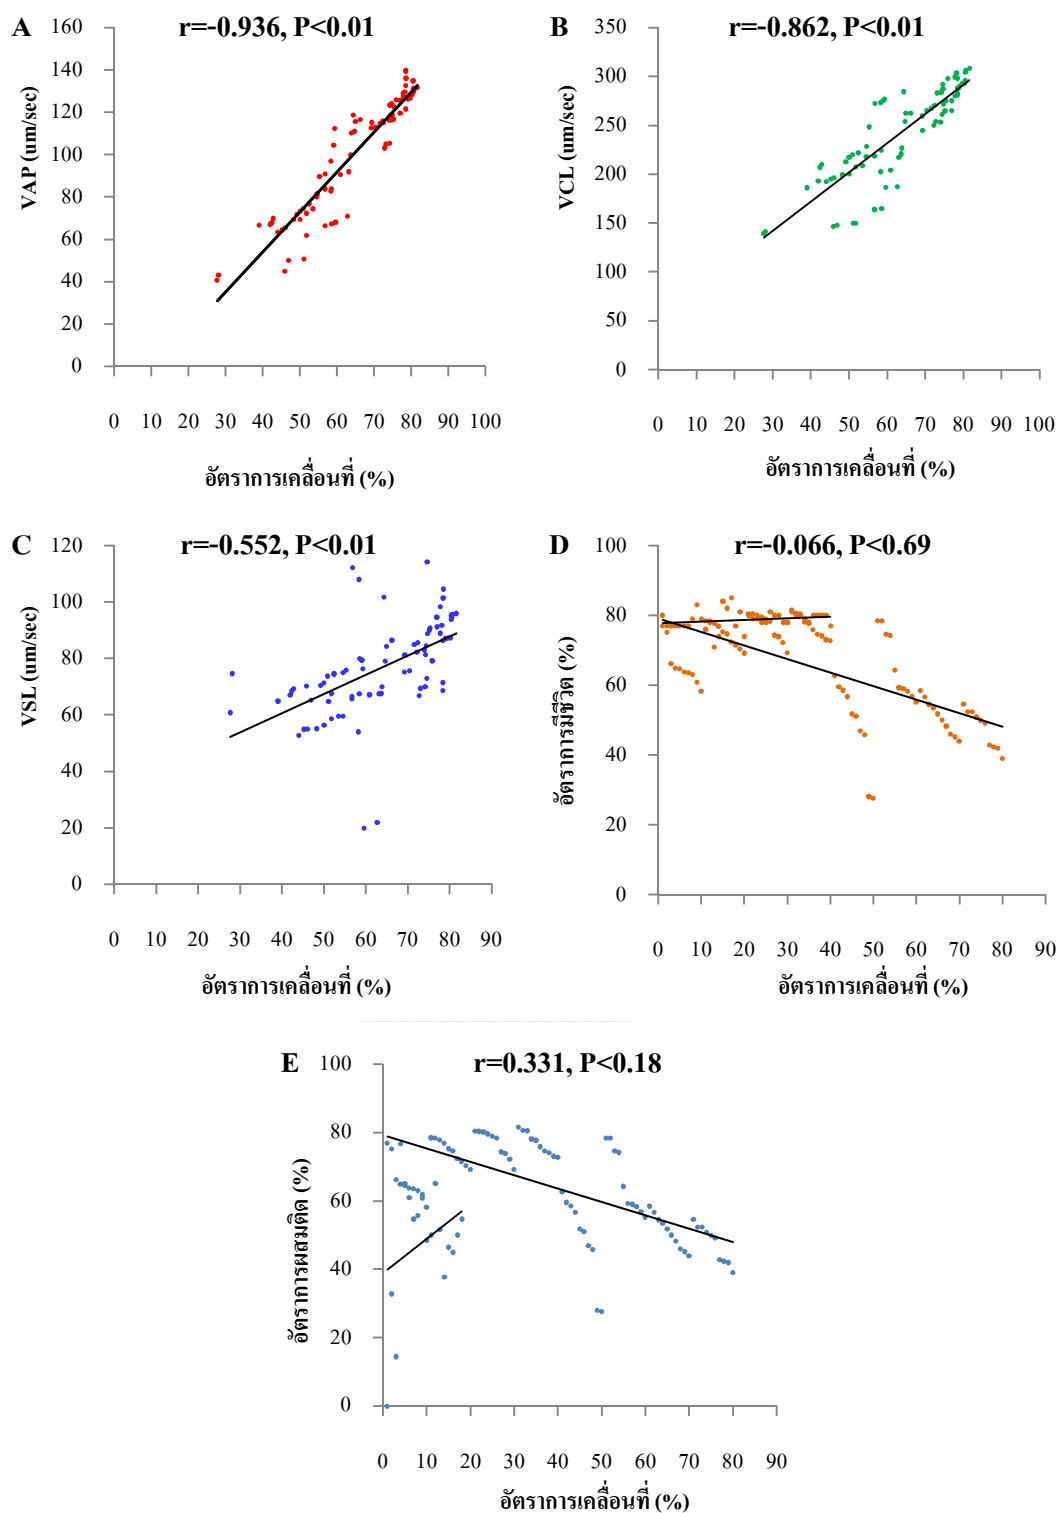 A
r=-0.936, P<0.01
VAP (um/sec)
160
140
120
100
80
60
40
20
0
0 10 20 30 40 50 60 70 80 90 100
อัตราการเคลื่อนที่ (%)
B
r=-0.862, P<0.01
VCL (um/sec)
350
300
250
200
150
100
50
0
0 10 20 30 40 50 60 70 80 90 100
อัตราการเคลื่อนที่ (%)
C
r=-0.552, P<0.01
VSL (um/sec)
120
100
80
60
40
20
0
0 10 20 30 40 50 60 70 80 90
อัตราการเคลื่อนที่ (%)
D
r=-0.066, P<0.69
อัตราการมีชีวิต (%)
100
80
60
40
20
0
0 10 20 30 40 50 60 70 80 90
อัตราการเคลื่อนที่ (%)
E
r=0.331, P<0.18
อัตราการผสมติด (%)
100
80
60
40
20
0
0 10 20 30 40 50 60 70 80 90
อัตราการเคลื่อนที่ (%)